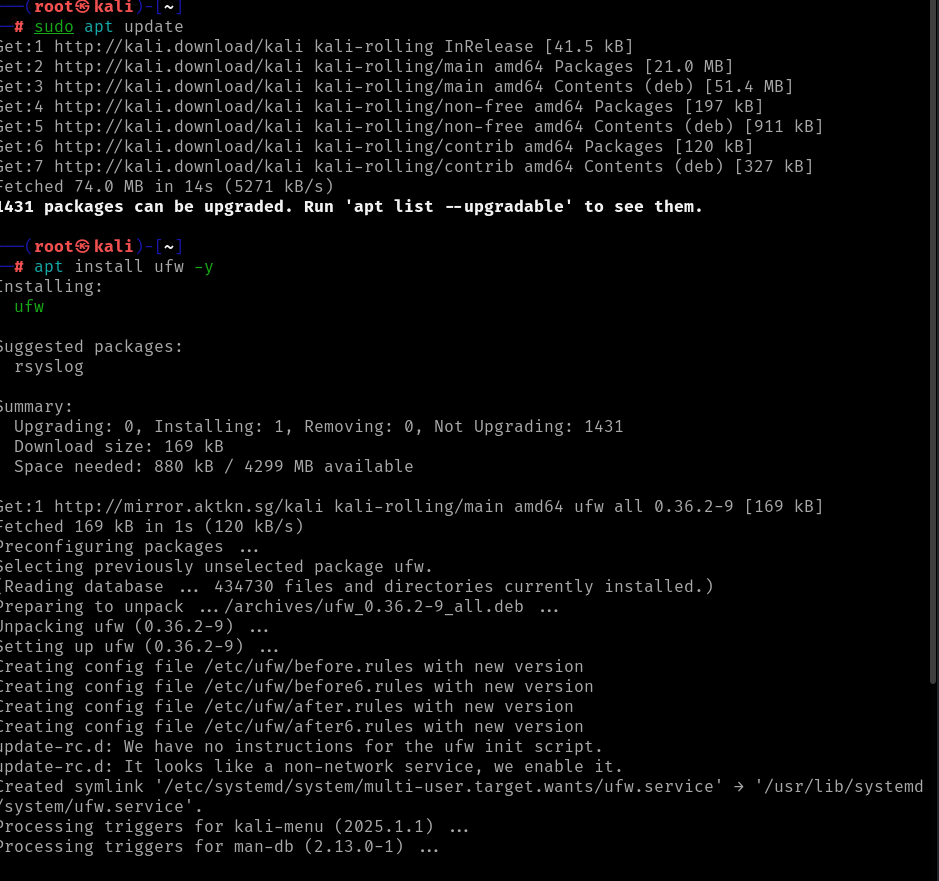 ──(root㉿kali)-[~]
─# sudo apt update
Get:1 http://kali.download/kali kali-rolling InRelease [41.5 kB]
Get:2 http://kali.download/kali kali-rolling/main amd64 Packages [21.0 MB]
Get:3 http://kali.download/kali kali-rolling/main amd64 Contents (deb) [51.4 MB]
Get:4 http://kali.download/kali kali-rolling/non-free amd64 Packages [197 kB]
Get:5 http://kali.download/kali kali-rolling/non-free amd64 Contents (deb) [911 kB]
Get:6 http://kali.download/kali kali-rolling/contrib amd64 Packages [120 kB]
Get:7 http://kali.download/kali kali-rolling/contrib amd64 Contents (deb) [327 kB]
Fetched 74.0 MB in 14s (5271 kB/s)
1431 packages can be upgraded. Run 'apt list --upgradable' to see them.
──(root㉿kali)-[~]
─# apt install ufw -y
Installing:
ufw
Suggested packages:
rsyslog
Summary:
Upgrading: 0, Installing: 1, Removing: 0, Not Upgrading: 1431
Download size: 169 kB
Space needed: 880 kB / 4299 MB available
Get:1 http://mirror.aktkn.sg/kali kali-rolling/main amd64 ufw all 0.36.2-9 [169 kB]
Fetched 169 kB in 1s (120 kB/s)
Preconfiguring packages ...
Selecting previously unselected package ufw.
(Reading database ... 434730 files and directories currently installed.)
Preparing to unpack .../archives/ufw_0.36.2-9_all.deb ...
Unpacking ufw (0.36.2-9) ...
Setting up ufw (0.36.2-9) ...
Creating config file /etc/ufw/before.rules with new version
Creating config file /etc/ufw/before6.rules with new version
Creating config file /etc/ufw/after.rules with new version
Creating config file /etc/ufw/after6.rules with new version
update-rc.d: We have no instructions for the ufw init script.
update-rc.d: It looks like a non-network service, we enable it.
Created symlink '/etc/systemd/system/multi-user.target.wants/ufw.service' → '/usr/lib/systemd
/system/ufw.service'.
Processing triggers for kali-menu (2025.1.1) ...
Processing triggers for man-db (2.13.0-1) ...